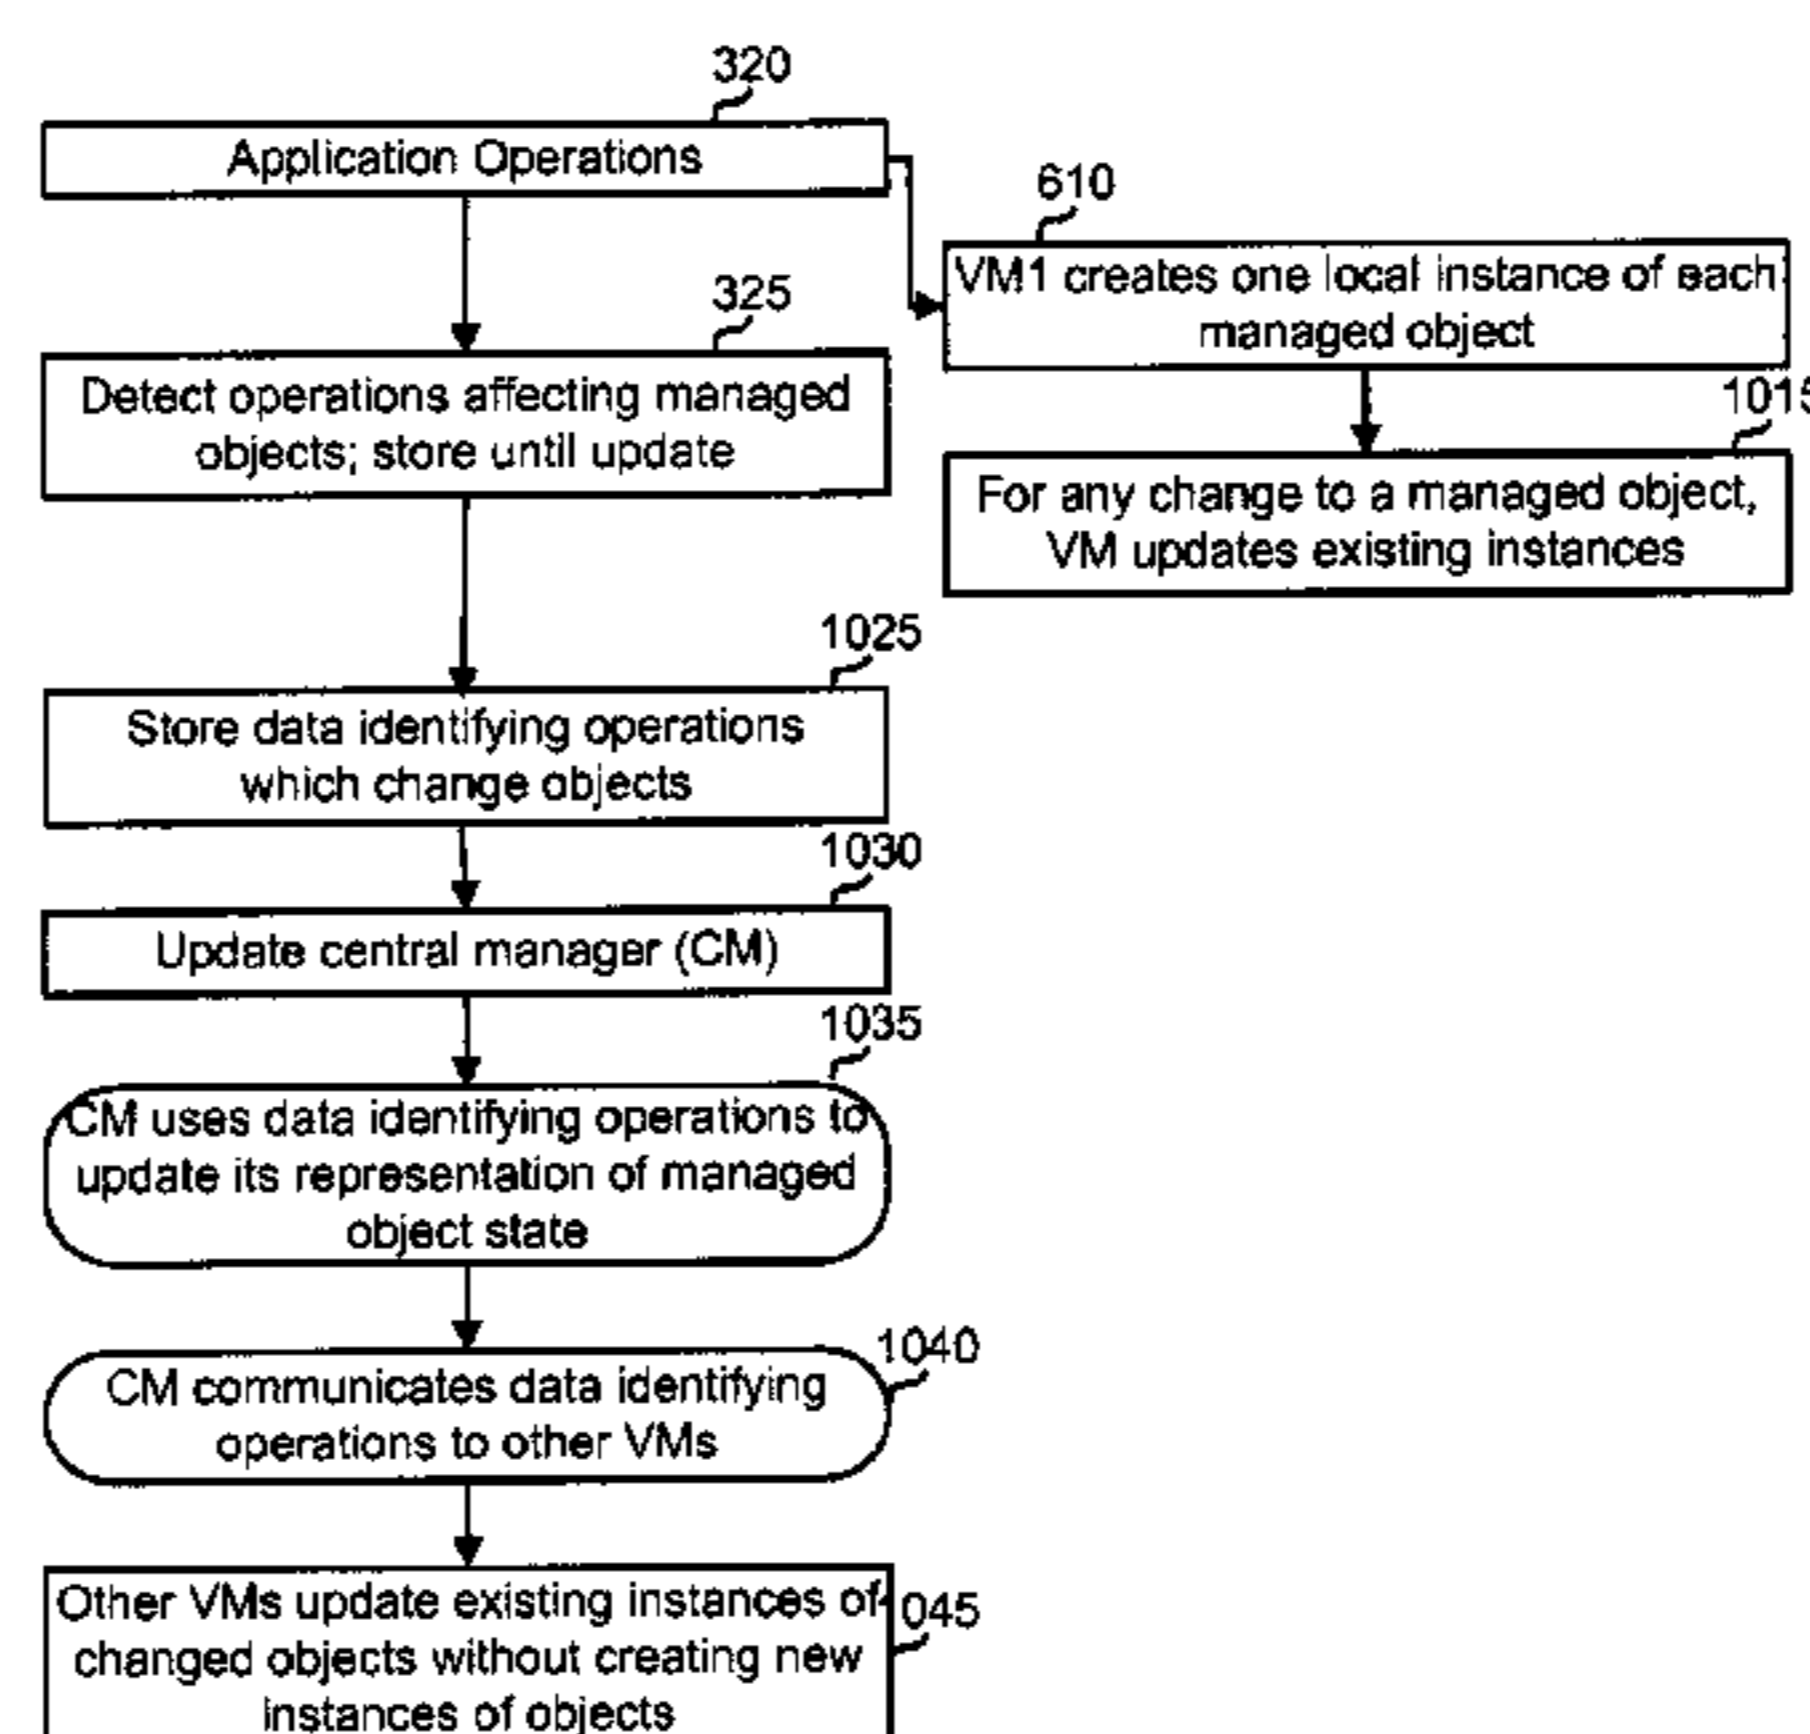 320
Application Operations
610
VM1 creates one local instance of each
managed object
325
Detect operations affecting managed
objects; store until update
1015
For any change to a managed object,
VM updates existing instances
1025
Store data identifying operations
which change objects
1030
Update central manager (CM)
1035
CM uses data identifying operations to
update its representation of managed
object state
1040
CM communicates data identifying
operations to other VMs
045
Other VMs update existing instances of
changed objects without creating new
instances of objects